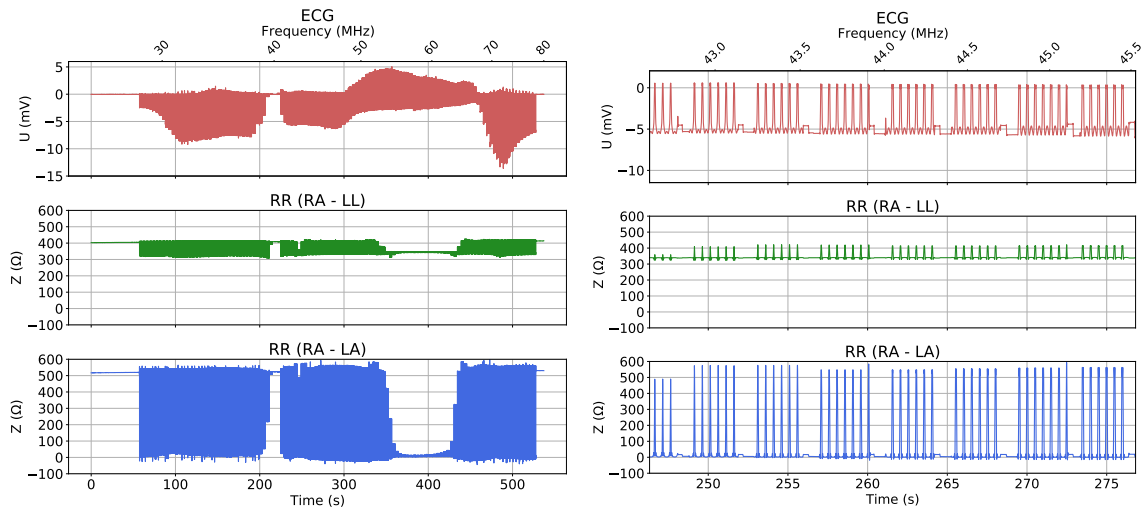 ECG
Frequency (MHz)
30 40 50 60 70 80
U (mV)
5
0
−5
−10
−15
RR (RA - LL)
Z (Ω)
600
500
400
300
200
100
0
−100
RR (RA - LA)
Z (Ω)
600
500
400
300
200
100
0
−100
0 100 200 300 400 500
Time (s)
ECG
Frequency (MHz)
43.0 43.5 44.0 44.5 45.0 45.5
U (mV)
0
−5
−10
RR (RA - LL)
Z (Ω)
600
500
400
300
200
100
0
−100
RR (RA - LA)
Z (Ω)
600
500
400
300
200
100
0
−100
250 255 260 265 270 275
Time (s)